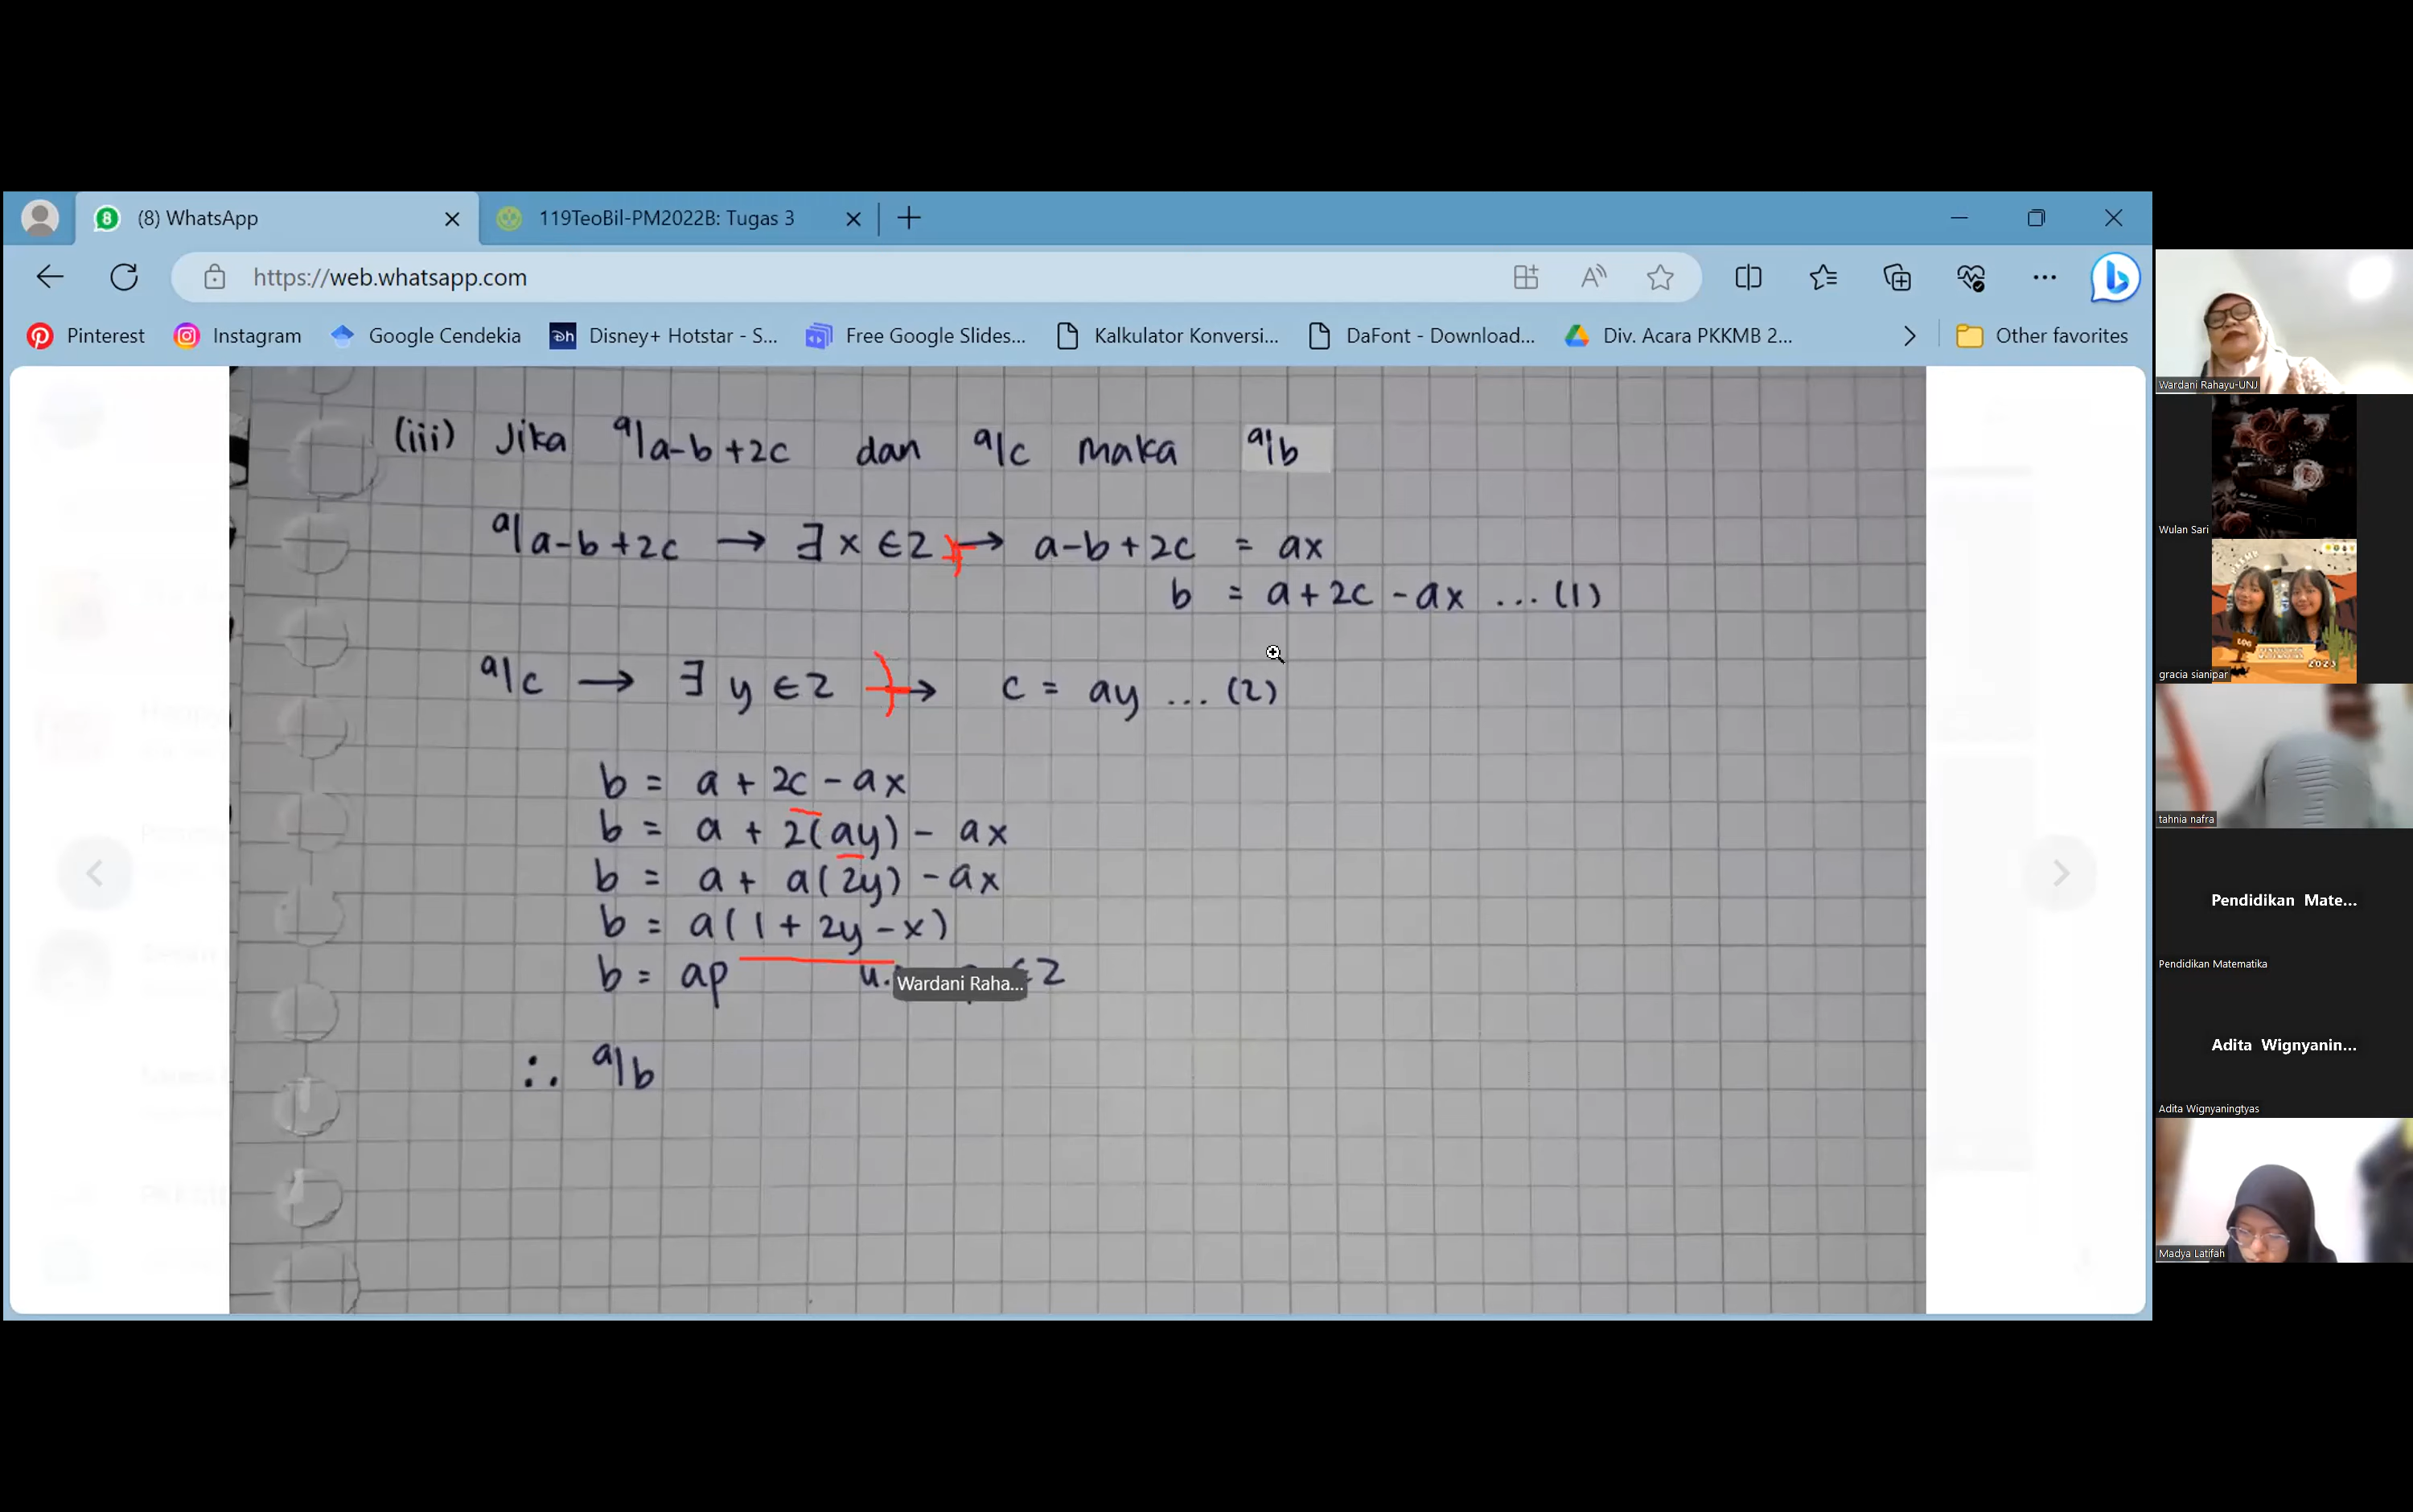 (8) WhatsApp
119TeoBil-PM2022B: Tugas 3
https://web.whatsapp.com
Pinterest Instagram Google Cendekia Disney+ Hotstar - S... Free Google Slides... Kalkulator Konversi... DaFont - Download... Div. Acara PKKMB 2... Other favorites
(iii) Jika a|a-b+2c dan a|c maka a|b
a|a-b+2c → ∃ x ∈ Z → a-b+2c = ax
b = a+2c-ax ... (1)
a|c → ∃ y ∈ Z → c = ay ... (2)
b = a + 2c - ax
b = a + 2(ay) - ax
b = a + a(2y) - ax
b = a(1 + 2y - x)
b = ap
Wardani Raha...
∴ a|b
Wardani Rahayu-UNJ
Wulan Sari
2023
gracia sianipar
tahnia nafra
Pendidikan Mate...
Pendidikan Matematika
Adita Wignyanin...
Adita Wignyaningtyas
Madya Latifah